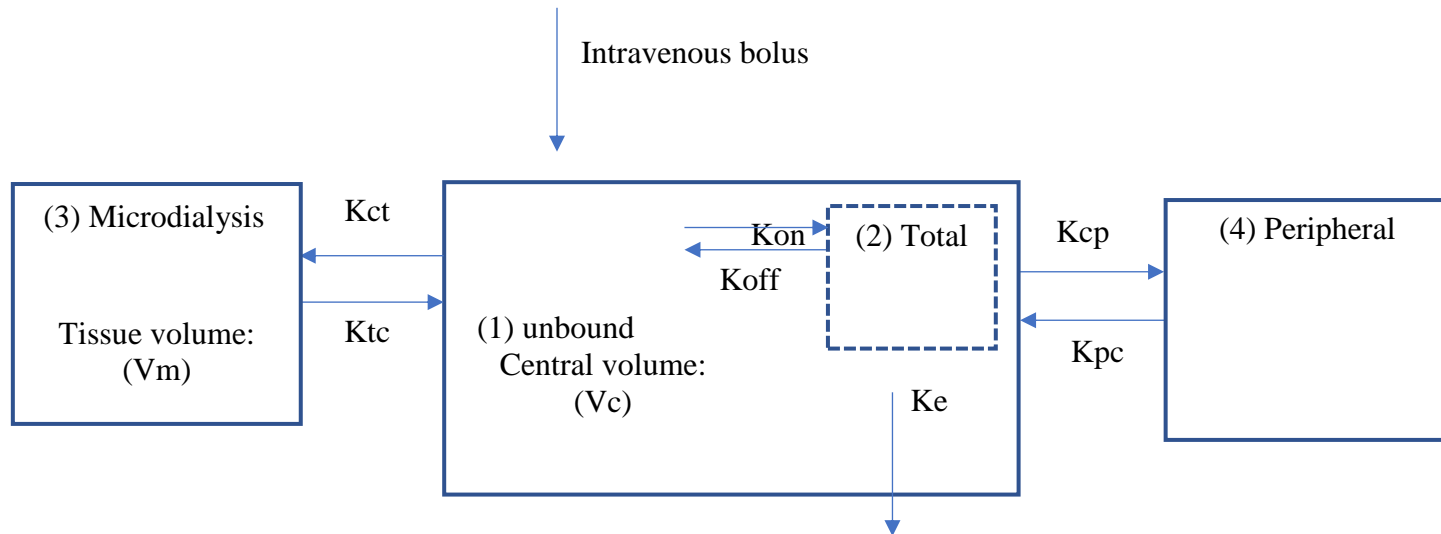 Intravenous bolus
(3) Microdialysis
Tissue volume:
(Vm)
Kct
Ktc
Kon
Koff
(2) Total
(1) unbound
Central volume:
(Vc)
Ke
Kcp
Kpc
(4) Peripheral